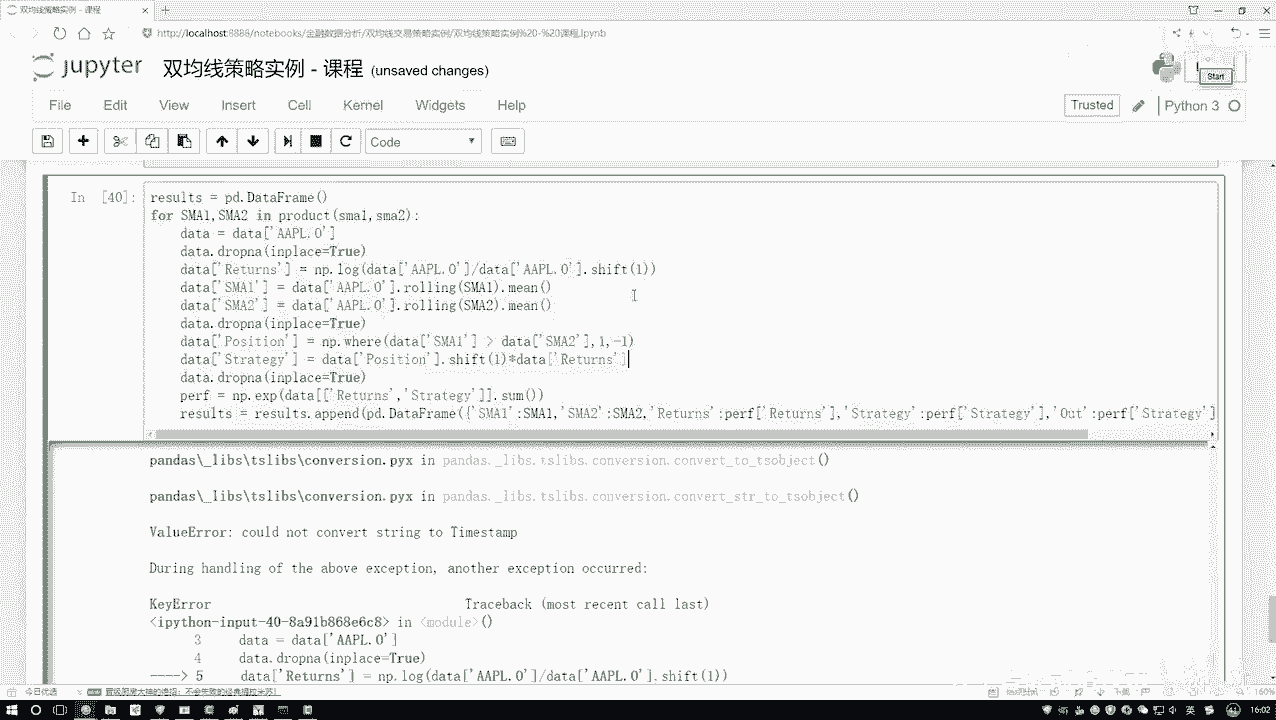 双均线策略实例 - 课程
http://localhost:8888/notebooks/金融数据分析/双均线交易策略实例/双均线策略实例%20-%20课程.ipynb
jupyter 双均线策略实例 - 课程 (unsaved changes)
Start
File Edit View Insert Cell Kernel Widgets Help
Trusted Python 3
Code
In [40]:
results = pd.DataFrame()
for SMA1,SMA2 in product(sma1,sma2):
    data = data['AAPL.O']
    data.dropna(inplace=True)
    data['Returns'] = np.log(data['AAPL.O']/data['AAPL.O'].shift(1))
    data['SMA1'] = data['AAPL.O'].rolling(SMA1).mean()
    data['SMA2'] = data['AAPL.O'].rolling(SMA2).mean()
    data.dropna(inplace=True)
    data['Position'] = np.where(data['SMA1'] > data['SMA2'],1,-1)
    data['Strategy'] = data['Position'].shift(1)*data['Returns']
    data.dropna(inplace=True)
    perf = np.exp(data[['Returns','Strategy']].sum())
    results = results.append(pd.DataFrame({'SMA1':SMA1,'SMA2':SMA2,'Returns':perf['Returns'],'Strategy':perf['Strategy'],'Out':perf['Strategy']
pandas\_libs\tslibs\conversion.pyx in pandas._libs.tslibs.conversion.convert_to_tsobject()
pandas\_libs\tslibs\conversion.pyx in pandas._libs.tslibs.conversion.convert_str_to_tsobject()
ValueError: could not convert string to Timestamp
During handling of the above exception, another exception occurred:
KeyError Traceback (most recent call last)
<ipython-input-40-8a91b868e6c8> in <module>()
3 data = data['AAPL.O']
4 data.dropna(inplace=True)
----> 5 data['Returns'] = np.log(data['AAPL.O']/data['AAPL.O'].shift(1))
今日优选
160%
英
16:02